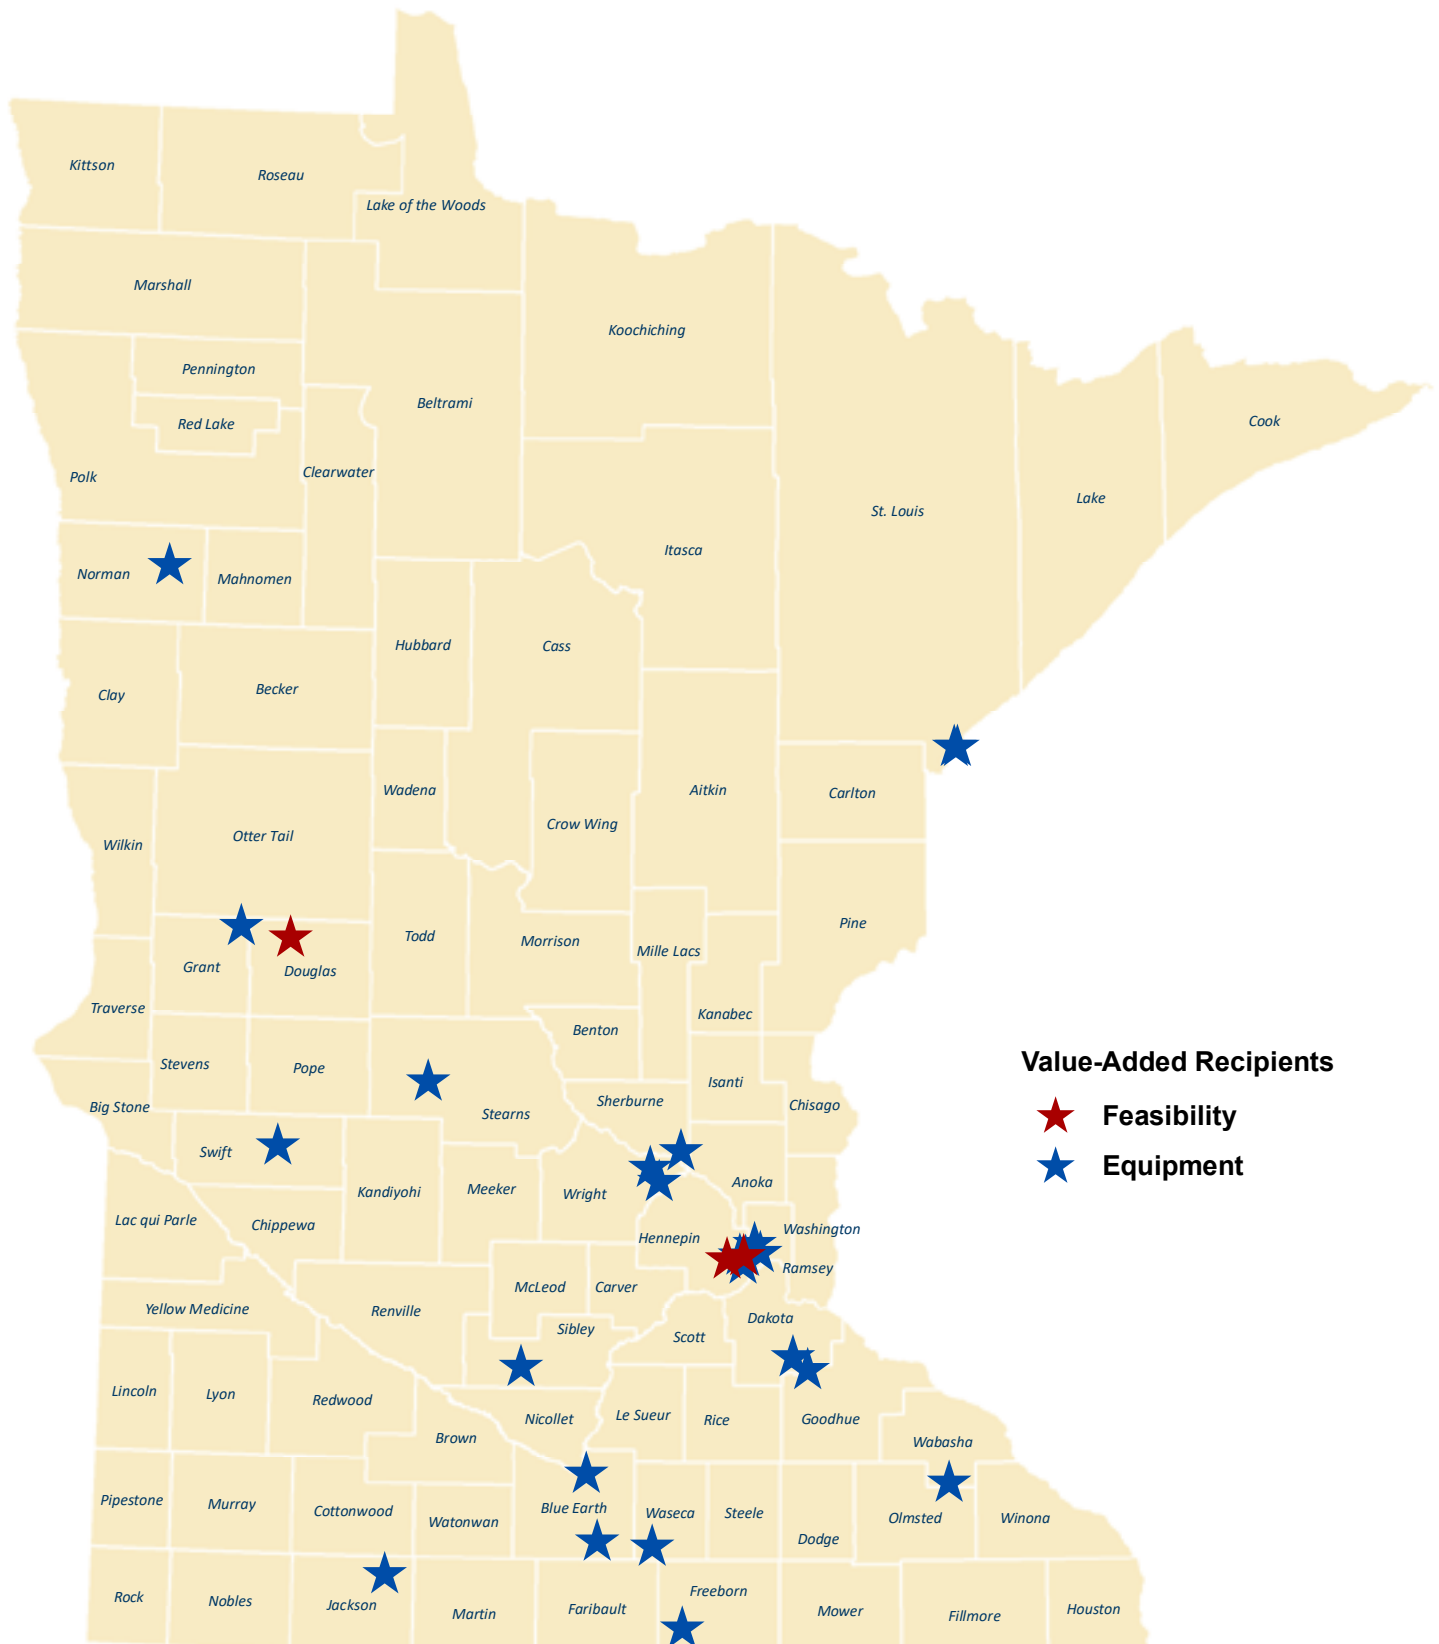 Kittson
Roseau
Lake of the Woods
Marshall
Koochiching
Pennington
Beltrami
Red Lake
Cook
Clearwater
Polk
Lake
St. Louis
Itasca
Norman
Mahnomen
Hubbard
Cass
Clay
Becker
Wadena
Aitkin
Carlton
Crow Wing
Otter Tail
Wilkin
Pine
Todd
Morrison
Mille Lacs
Grant
Douglas
Traverse
Kanabec
Benton
Value-Added Recipients
Stevens
Pope
Isanti
Sherburne
Chisago
Big Stone
Stearns
Feasibility
Swift
Equipment
Anoka
Kandiyohi
Meeker
Wright
Lac qui Parle
Chippewa
Washington
Hennepin
Ramsey
McLeod
Carver
Yellow Medicine
Renville
Dakota
Sibley
Scott
Lincoln
Lyon
Redwood
Nicollet
Le Sueur
Rice
Goodhue
Brown
Wabasha
Pipestone
Murray
Cottonwood
Blue Earth
Waseca
Steele
Watonwan
Olmsted
Winona
Dodge
Rock
Nobles
Jackson
Martin
Faribault
Freeborn
Mower
Fillmore
Houston